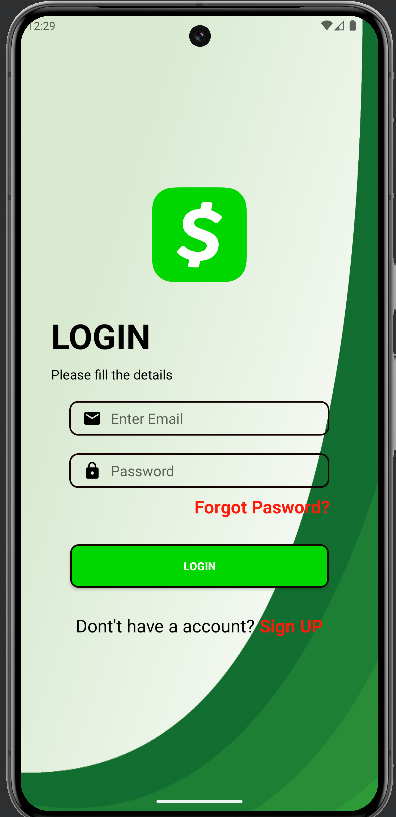 12:29
$
LOGIN
Please fill the details
Enter Email
Password
Forgot Pasword?
LOGIN
Dont't have a account? Sign UP